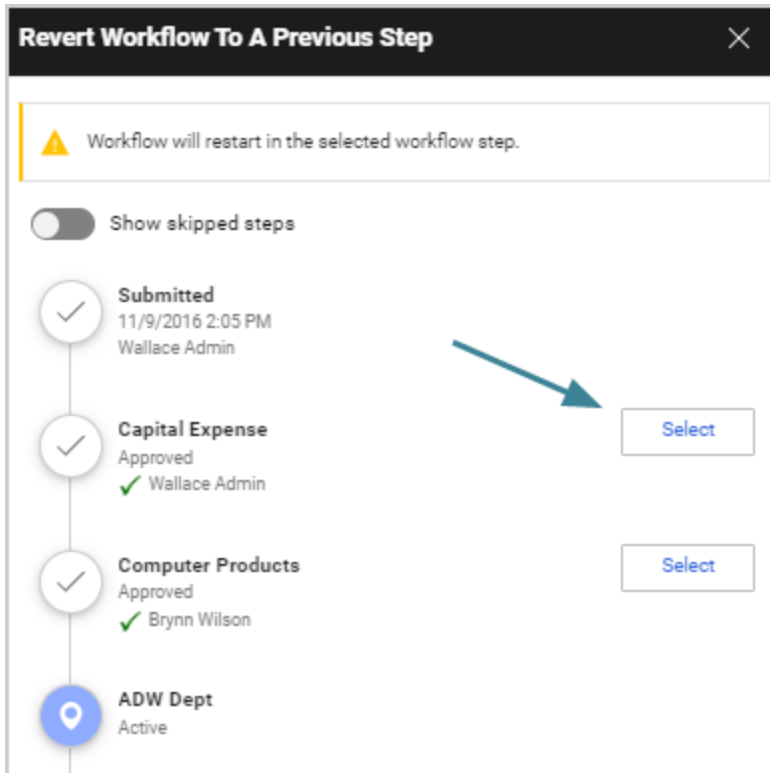 Revert Workflow To A Previous Step
Workflow will restart in the selected workflow step.
Show skipped steps
Submitted
11/9/2016 2:05 PM
Wallace Admin
Capital Expense
Select
Approved
Wallace Admin
Computer Products
Select
Approved
Brynn Wilson
ADW Dept
Active